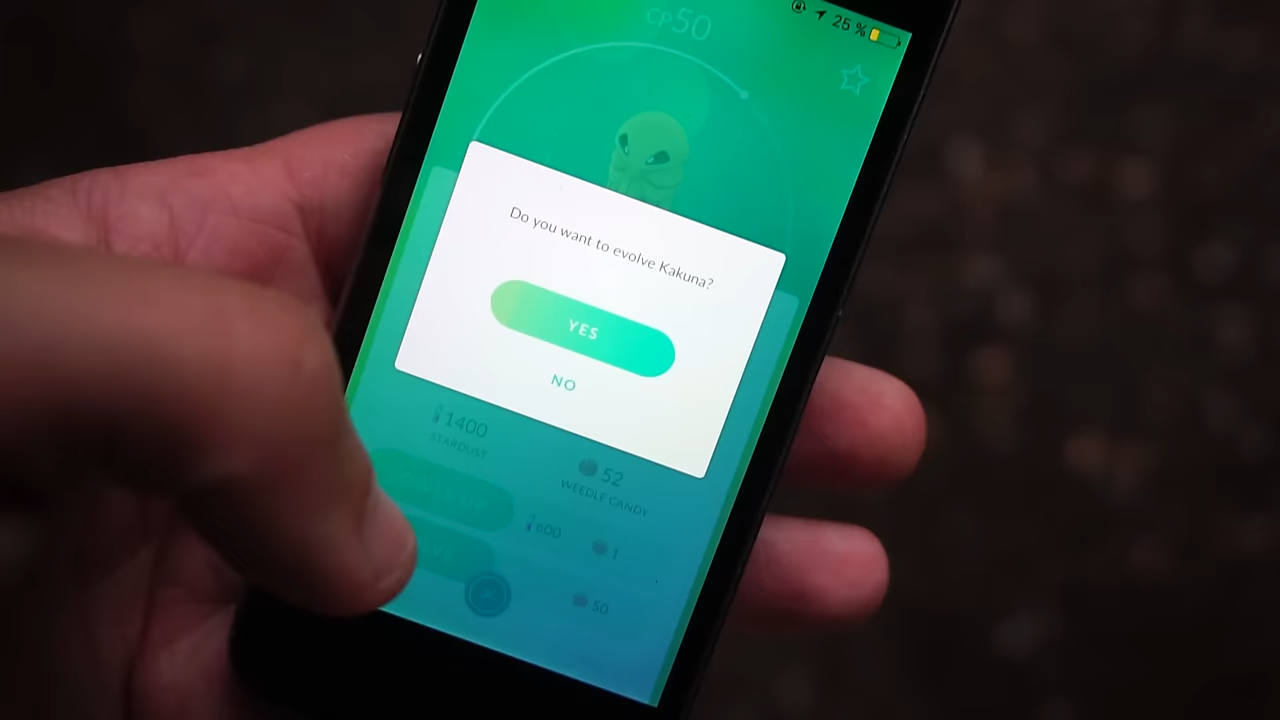 25 %
CP50
Do you want to evolve Kakuna?
YES
NO
1400
STARDUST
52
WEEDLE CANDY
600
1
50